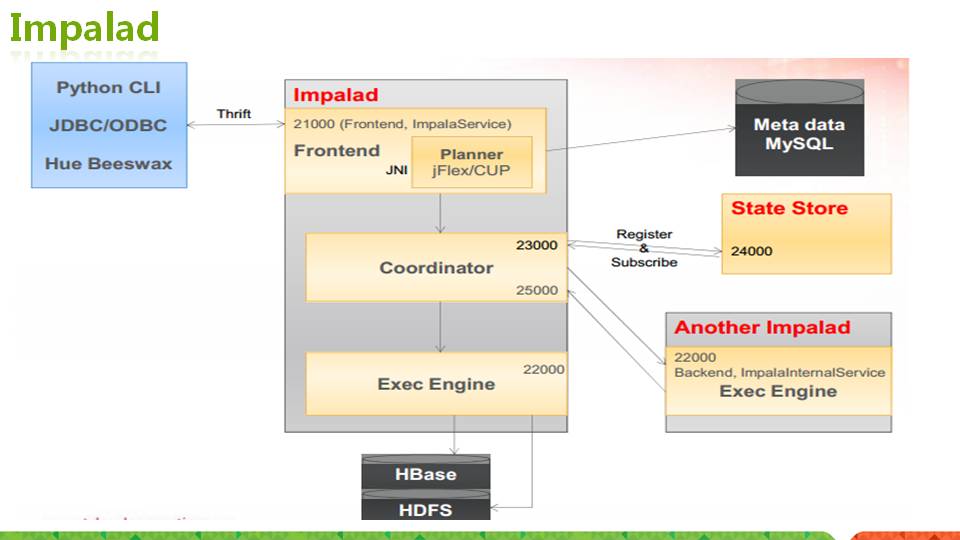 Impalad
Python CLI
JDBC/ODBC
Hue Beeswax
Thrift
Impalad
21000 (Frontend, ImpalaService)
Frontend
JNI
Planner
jFlex/CUP
Meta data
MySQL
State Store
24000
Register
&
Subscribe
23000
Coordinator
25000
Another Impalad
22000
Backend, ImpalaInternalService
Exec Engine
22000
Exec Engine
HBase
HDFS